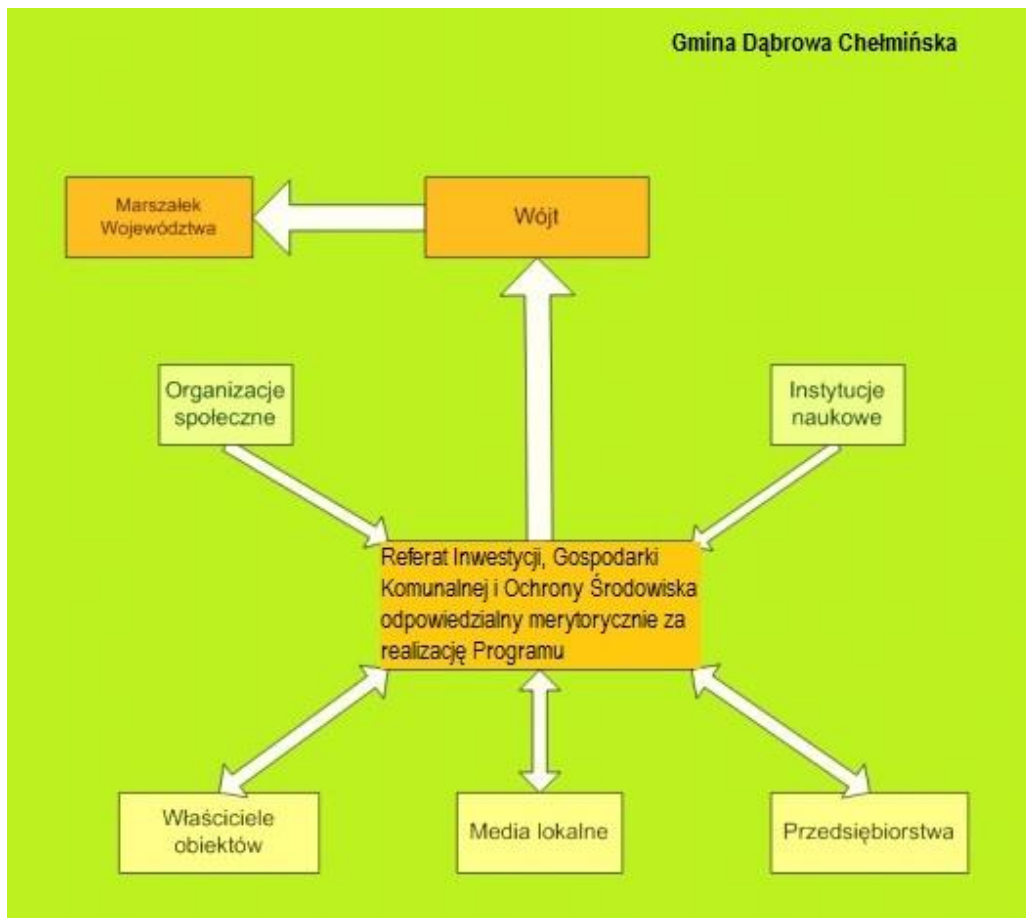 Gmina Dąbrowa Chełmińska
Marszałek
Województwa
Wójt
Organizacje
społeczne
Instytucje
naukowe
Referat Inwestycji, Gospodarki
Komunalnej i Ochrony Środowiska
odpowiedzialny merytorycznie za
realizację Programu
Właściciele
obiektów
Media lokalne
Przedsiębiorstwa